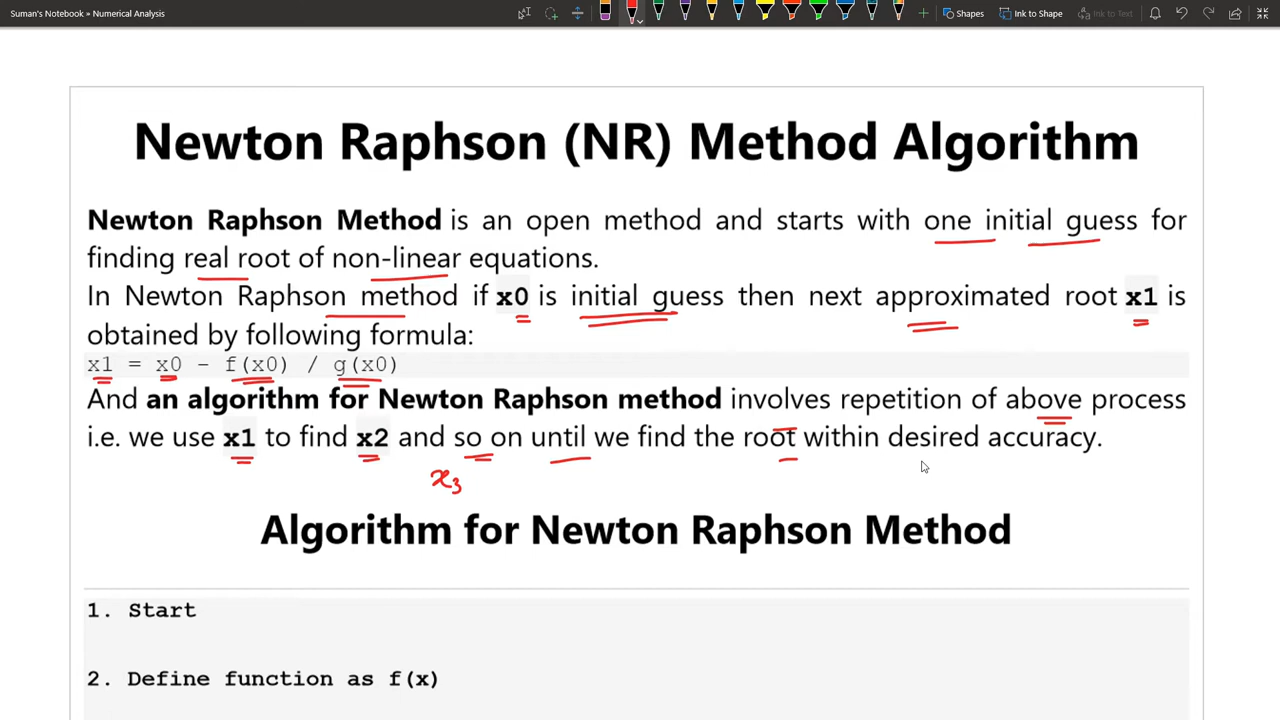 Suman's Notebook » Numerical Analysis
Shapes Ink to Shape Ink to Text
Newton Raphson (NR) Method Algorithm
Newton Raphson Method is an open method and starts with one initial guess for
finding real root of non-linear equations.
In Newton Raphson method if x0 is initial guess then next approximated root x1 is
obtained by following formula:
x1 = x0 - f(x0) / g(x0)
And an algorithm for Newton Raphson method involves repetition of above process
i.e. we use x1 to find x2 and so on until we find the root within desired accuracy.
x3
Algorithm for Newton Raphson Method
1. Start
2. Define function as f(x)